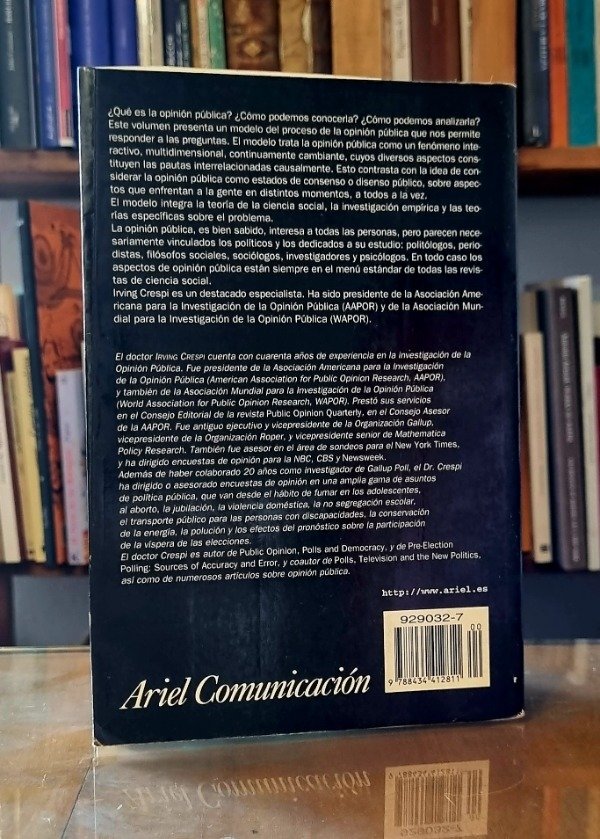 ¿Qué es la opinión pública? ¿Cómo podemos conocerla? ¿Cómo podemos analizarla?
Este volumen presenta un modelo del proceso de la opinión pública que nos permite
responder a las preguntas. El modelo trata la opinión pública como un fenómeno inte-
ractivo, multidimensional, continuamente cambiante, cuyos diversos aspectos cons-
tituyen las pautas interrelacionadas causalmente. Esto contrasta con la idea de con-
siderar la opinión pública como estados de consenso o disenso público, sobre aspec-
tos que enfrentan a la gente en distintos momentos, a todos a la vez.
El modelo integra la teoría de la ciencia social, la investigación empírica y las teo-
rías específicas sobre el problema.
La opinión pública, es bien sabido, interesa a todas las personas, pero parecen nece-
sariamente vinculados los políticos y los dedicados a su estudio: politólogos, perio-
distas, filósofos sociales, sociólogos, investigadores y psicólogos. En todo caso los
aspectos de opinión pública están siempre en el menú estándar de todas las revis-
tas de ciencia social.
Irving Crespi es un destacado especialista. Ha sido presidente de la Asociación Ame-
ricana para la Investigación de la Opinión Pública (AAPOR) y de la Asociación Mun-
dial para la Investigación de la Opinión Pública (WAPOR).
El doctor IRVING CRESPI cuenta con cuarenta años de experiencia en la investigación de la
Opinión Pública. Fue presidente de la Asociación Americana para la Investigación
de la Opinión Pública (American Association for Public Opinion Research, AAPOR).
y también de la Asociación Mundial para la Investigación de la Opinión Pública
(World Association for Public Opinion Research, WAPOR). Prestó sus servicios
en el Consejo Editorial de la revista Public Opinion Quarterly, en el Consejo Asesor
de la AAPOR. Fue antiguo ejecutivo y vicepresidente de la Organización Gallup,
vicepresidente de la Organización Roper, y vicepresidente senior de Mathematica
Policy Research. También fue asesor en el área de sondeos para el New York Times,
y ha dirigido encuestas de opinión para la NBC, CBS y Newsweek.
Además de haber colaborado 20 años como investigador de Gallup Poll, el Dr. Crespi
ha dirigido o asesorado encuestas de opinión en una amplia gama de asuntos
de política pública, que van desde el hábito de fumar en los adolescentes,
al aborto, la jubilación, la violencia doméstica, la no segregación escolar,
el transporte público para las personas con discapacidades, la conservación
de la energía, la polución y los efectos del pronóstico sobre la participación
de la víspera de las elecciones.
El doctor Crespi es autor de Public Opinion, Polls and Democracy, y de Pre-Election
Polling: Sources of Accuracy and Error, y coautor de Polls, Television and the New Politics,
así como de numerosos artículos sobre opinión pública.
http://www.ariel.es
929032-7
00
9 788434 412811
Ariel Comunicación